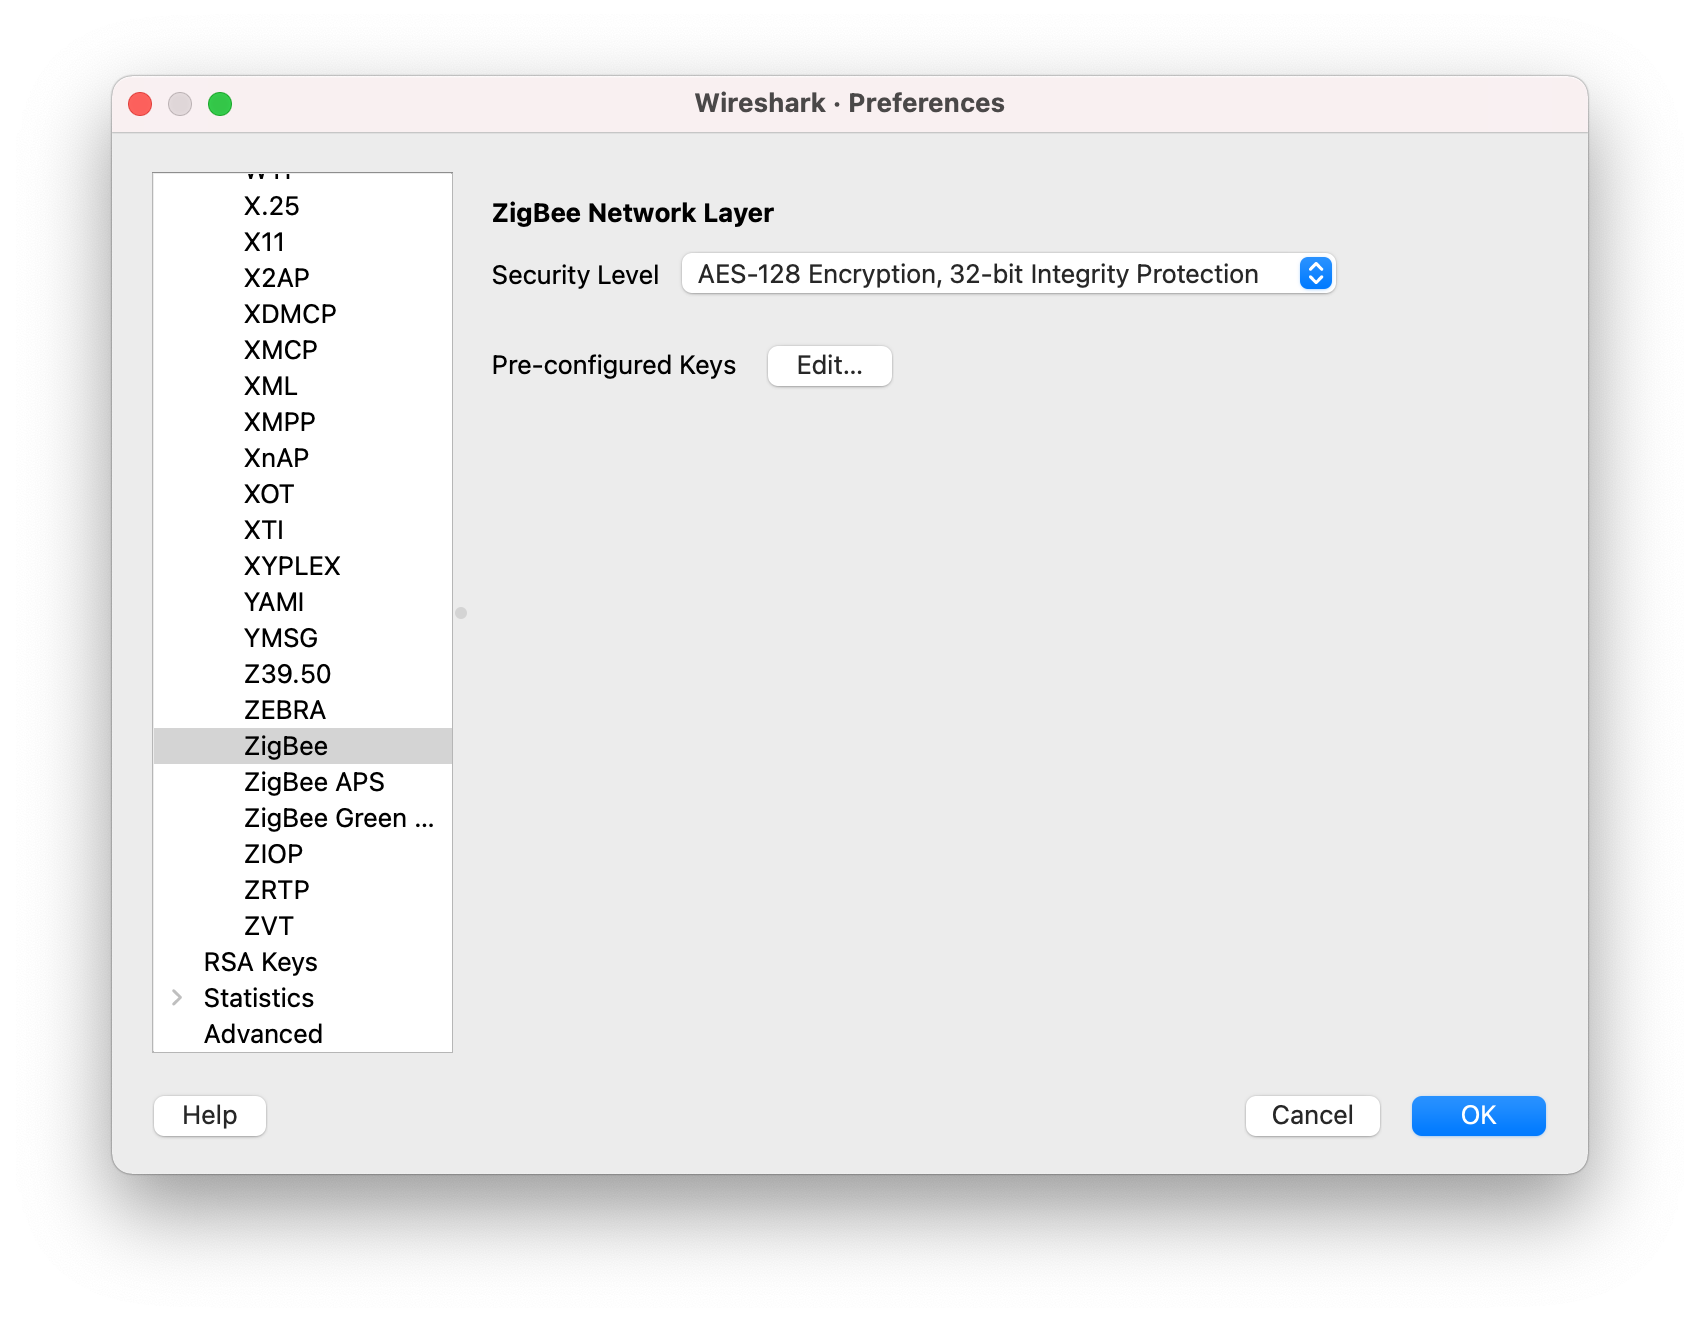 Wireshark · Preferences
X.25
X11
X2AP
XDMCP
XMCP
XML
XMPP
XnAP
XOT
XTI
XYPLEX
YAMI
YMSG
Z39.50
ZEBRA
ZigBee
ZigBee APS
ZigBee Green ...
ZIOP
ZRTP
ZVT
RSA Keys
Statistics
Advanced
ZigBee Network Layer
Security Level AES-128 Encryption, 32-bit Integrity Protection
Pre-configured Keys Edit...
Help Cancel OK